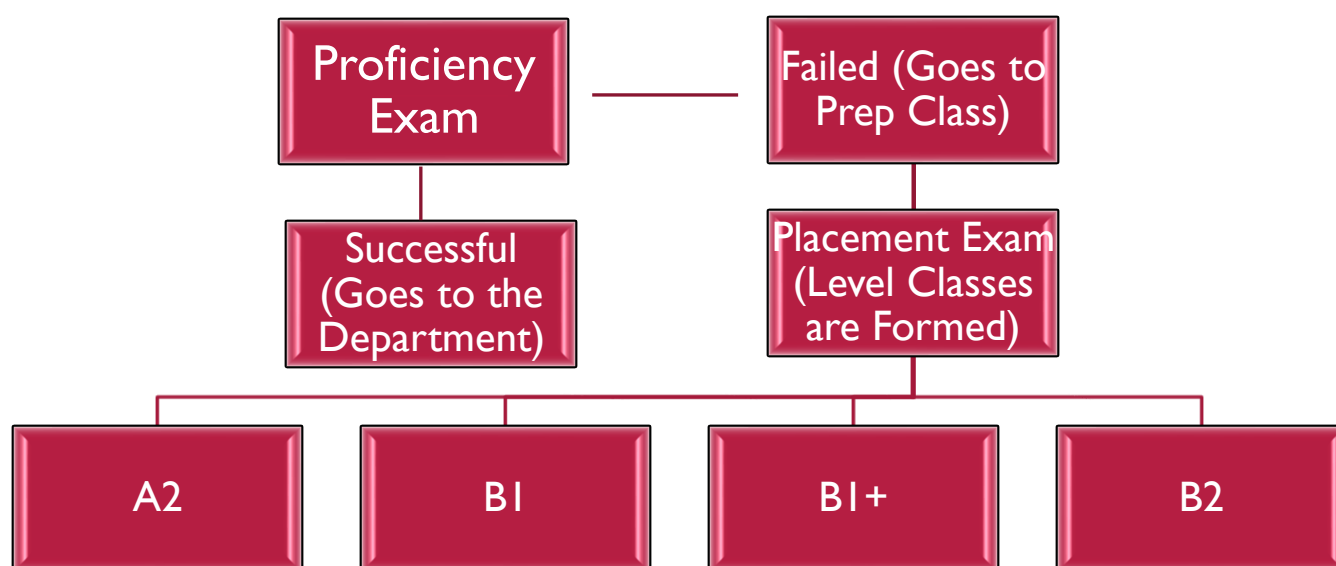 Proficiency
Exam
Failed (Goes to
Prep Class)
Successful
(Goes to the
Department)
Placement Exam
(Level Classes
are Formed)
A2
B1
B1+
B2